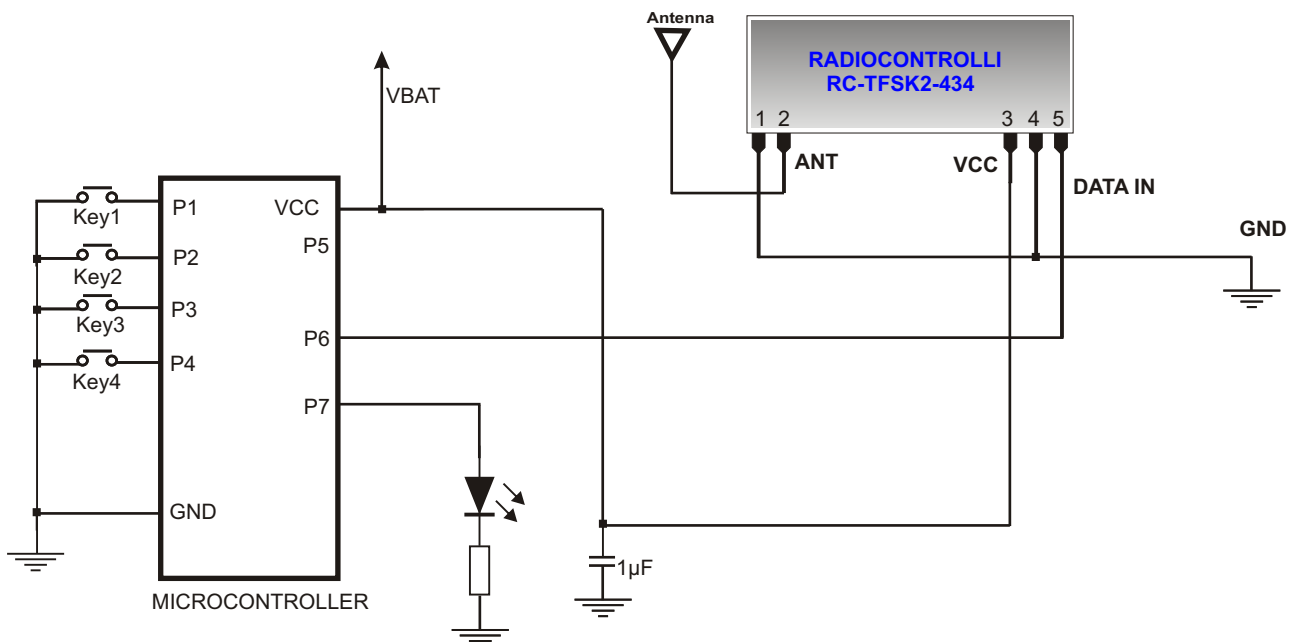 Antenna
RADIOCONTROLLI
RC-TFSK2-434
1 2 3 4 5
VBAT
ANT
VCC
DATA IN
GND
Key1
P1
VCC
P5
Key2
P2
Key3
P3
P6
Key4
P4
P7
GND
1µF
MICROCONTROLLER